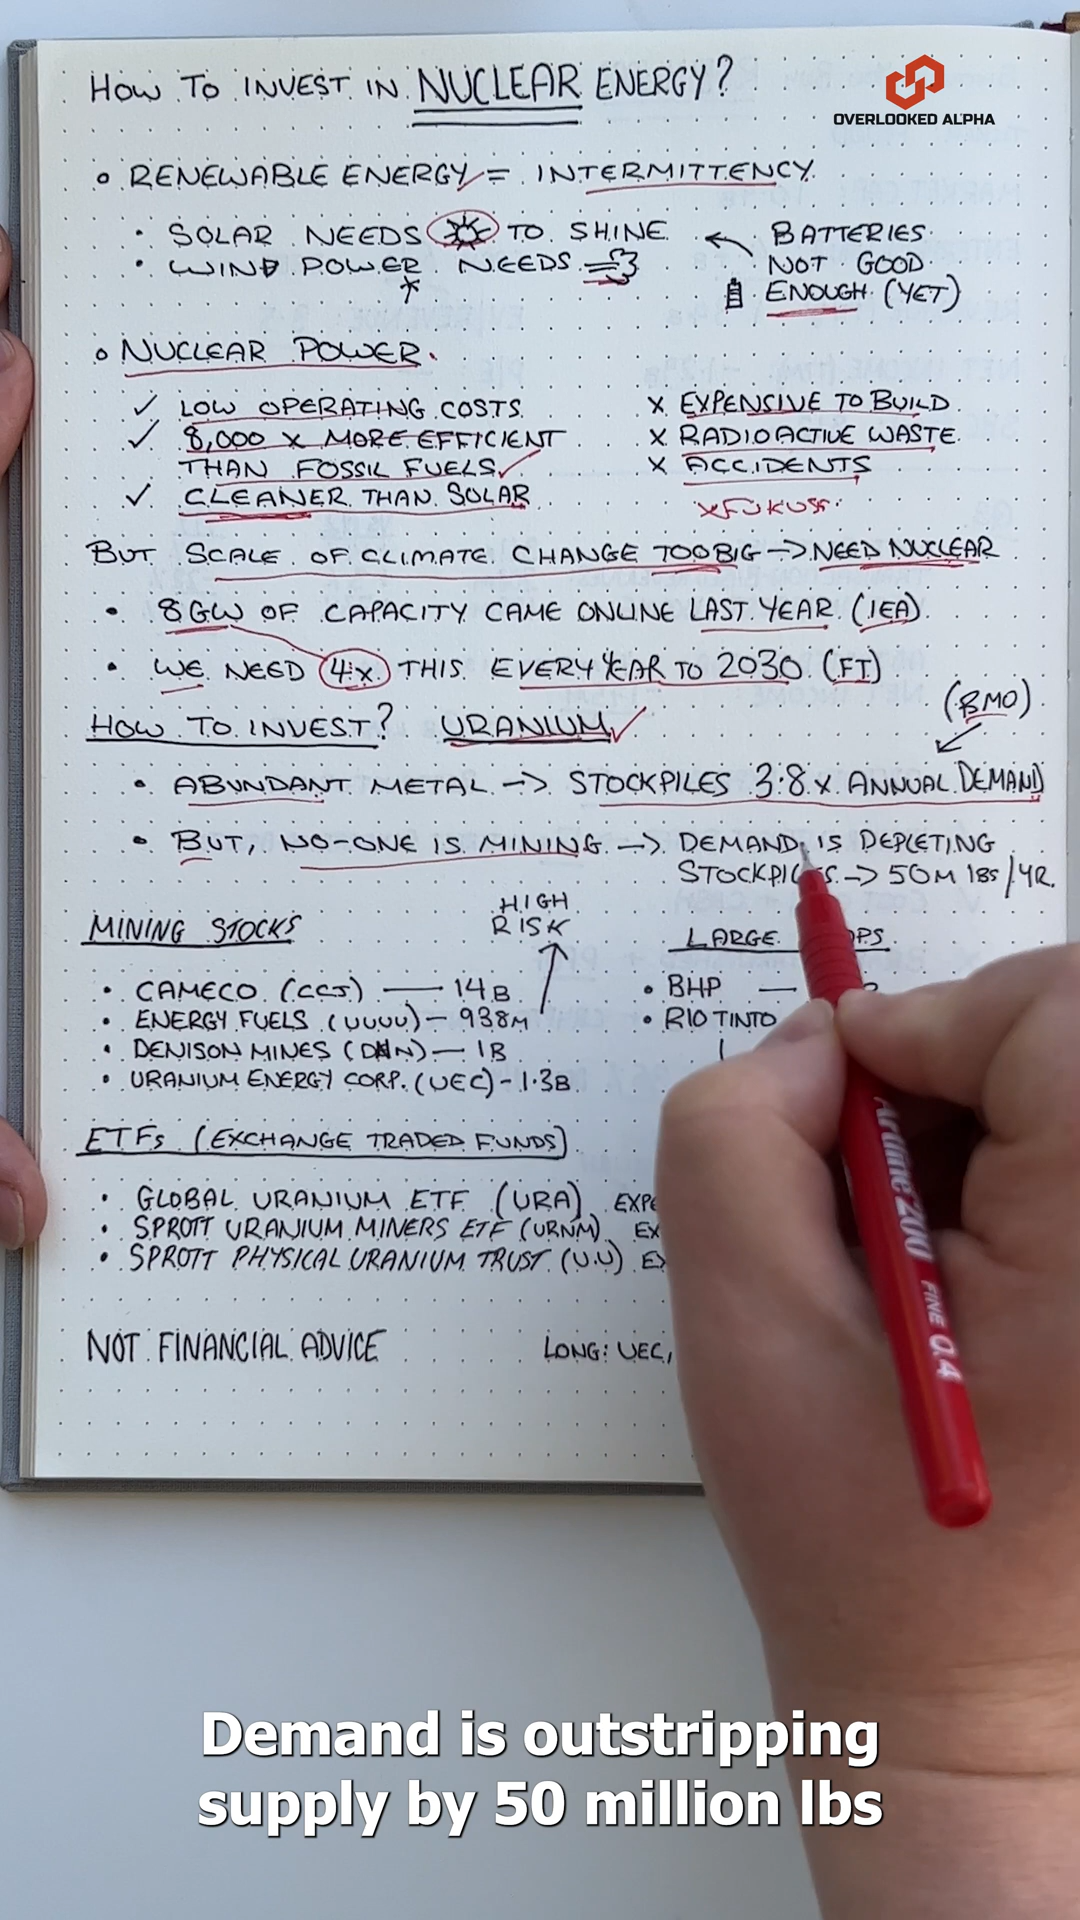 HOW TO INVEST IN NUCLEAR ENERGY?
OVERLOOKED ALPHA
RENEWABLE ENERGY = INTERMITTENCY
SOLAR NEEDS TO SHINE
WIND POWER NEEDS
BATTERIES
NOT GOOD
ENOUGH (YET)
NUCLEAR POWER
✓ LOW OPERATING COSTS
✓ 8,000 X MORE EFFICIENT
THAN FOSSIL FUELS
✓ CLEANER THAN SOLAR
X EXPENSIVE TO BUILD
X RADIOACTIVE WASTE
X ACCIDENTS
BUT SCALE OF CLIMATE CHANGE TOO BIG → NEED NUCLEAR
• 8GW OF CAPACITY CAME ONLINE LAST YEAR (IEA)
• WE NEED 4x THIS EVERY YEAR TO 2030 (FT)
HOW TO INVEST? URANIUM
(BMO)
• ABUNDANT METAL → STOCKPILES 3.8x ANNUAL DEMAND
• BUT, NO-ONE IS MINING → DEMAND IS DEPLETING
STOCKPILES → 50M lbs/YR.
MINING STOCKS
HIGH
RISK
• CAMECO (CCJ) — 14B
• ENERGY FUELS (UUUU) — 938M
• DENISON MINES (DNN) — 1B
• URANIUM ENERGY CORP. (UEC) - 1.3B
LARGE
• BHP —
• RIO TINTO
ETFs (EXCHANGE TRADED FUNDS)
• GLOBAL URANIUM ETF (URA)
• SPROTT URANIUM MINERS ETF (URNM)
• SPROTT PHYSICAL URANIUM TRUST (U.U)
NOT FINANCIAL ADVICE
LONG: UEC,
Artline 200 FINE 0.4
Demand is outstripping
supply by 50 million lbs